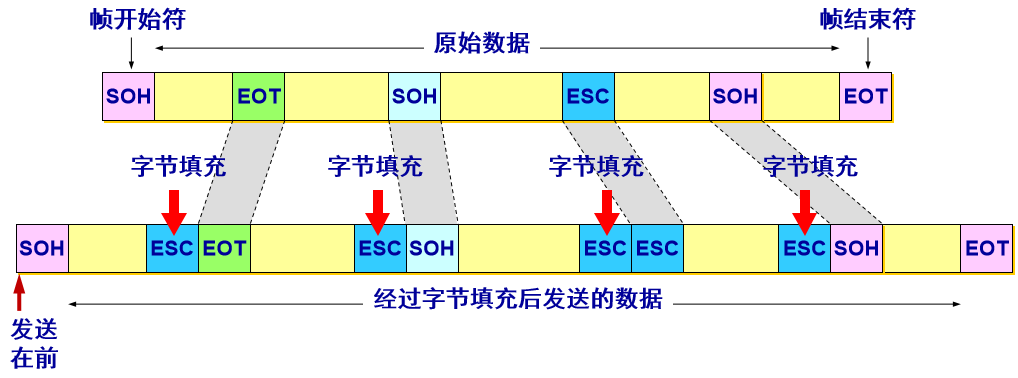 帧开始符 帧结束符
原始数据
SOH EOT SOH ESC SOH EOT
字节填充 字节填充 字节填充 字节填充
SOH ESC EOT ESC SOH ESC ESC ESC SOH EOT
经过字节填充后发送的数据
发送
在前